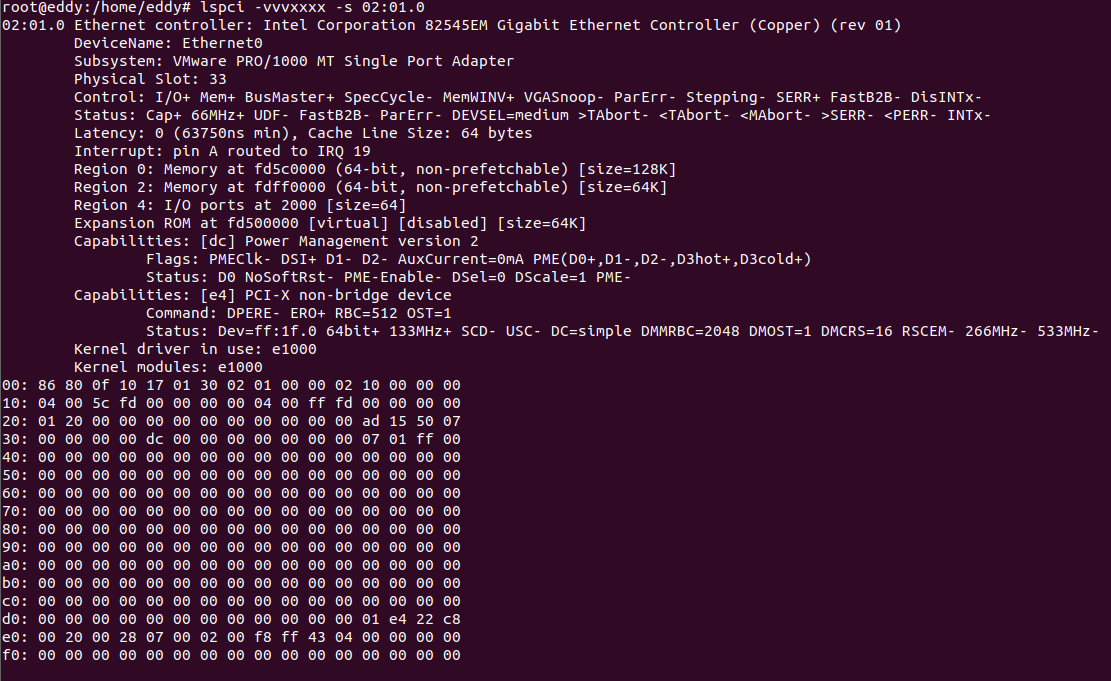 root@eddy:/home/eddy# lspci -vvvxxxx -s 02:01.0
02:01.0 Ethernet controller: Intel Corporation 82545EM Gigabit Ethernet Controller (Copper) (rev 01)
DeviceName: Ethernet0
Subsystem: VMware PRO/1000 MT Single Port Adapter
Physical Slot: 33
Control: I/O+ Mem+ BusMaster+ SpecCycle- MemWINV+ VGASnoop- ParErr- Stepping- SERR+ FastB2B- DisINTx-
Status: Cap+ 66MHz+ UDF- FastB2B- ParErr- DEVSEL=medium >TAbort- <TAbort- <MAbort- >SERR- <PERR- INTx-
Latency: 0 (63750ns min), Cache Line Size: 64 bytes
Interrupt: pin A routed to IRQ 19
Region 0: Memory at fd5c0000 (64-bit, non-prefetchable) [size=128K]
Region 2: Memory at fdff0000 (64-bit, non-prefetchable) [size=64K]
Region 4: I/O ports at 2000 [size=64]
Expansion ROM at fd500000 [virtual] [disabled] [size=64K]
Capabilities: [dc] Power Management version 2
Flags: PMEClk- DSI+ D1- D2- AuxCurrent=0mA PME(D0+,D1-,D2-,D3hot+,D3cold+)
Status: D0 NoSoftRst- PME-Enable- DSel=0 DScale=1 PME-
Capabilities: [e4] PCI-X non-bridge device
Command: DPERE- ERO+ RBC=512 OST=1
Status: Dev=ff:1f.0 64bit+ 133MHz+ SCD- USC- DC=simple DMMRBC=2048 DMOST=1 DMCRS=16 RSCEM- 266MHz- 533MHz-
Kernel driver in use: e1000
Kernel modules: e1000
00: 86 80 0f 10 17 01 30 02 01 00 00 02 10 00 00 00
10: 04 00 5c fd 00 00 00 00 04 00 ff fd 00 00 00 00
20: 01 20 00 00 00 00 00 00 00 00 00 00 ad 15 50 07
30: 00 00 00 00 dc 00 00 00 00 00 00 00 07 01 ff 00
40: 00 00 00 00 00 00 00 00 00 00 00 00 00 00 00 00
50: 00 00 00 00 00 00 00 00 00 00 00 00 00 00 00 00
60: 00 00 00 00 00 00 00 00 00 00 00 00 00 00 00 00
70: 00 00 00 00 00 00 00 00 00 00 00 00 00 00 00 00
80: 00 00 00 00 00 00 00 00 00 00 00 00 00 00 00 00
90: 00 00 00 00 00 00 00 00 00 00 00 00 00 00 00 00
a0: 00 00 00 00 00 00 00 00 00 00 00 00 00 00 00 00
b0: 00 00 00 00 00 00 00 00 00 00 00 00 00 00 00 00
c0: 00 00 00 00 00 00 00 00 00 00 00 00 00 00 00 00
d0: 00 00 00 00 00 00 00 00 00 00 00 00 01 e4 22 c8
e0: 00 20 00 28 07 00 02 00 f8 ff 43 04 00 00 00 00
f0: 00 00 00 00 00 00 00 00 00 00 00 00 00 00 00 00